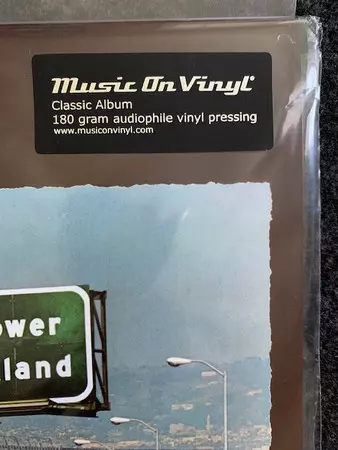 Music On Vinyl®
Classic Album
180 gram audiophile vinyl pressing
www.musiconvinyl.com
ower
land